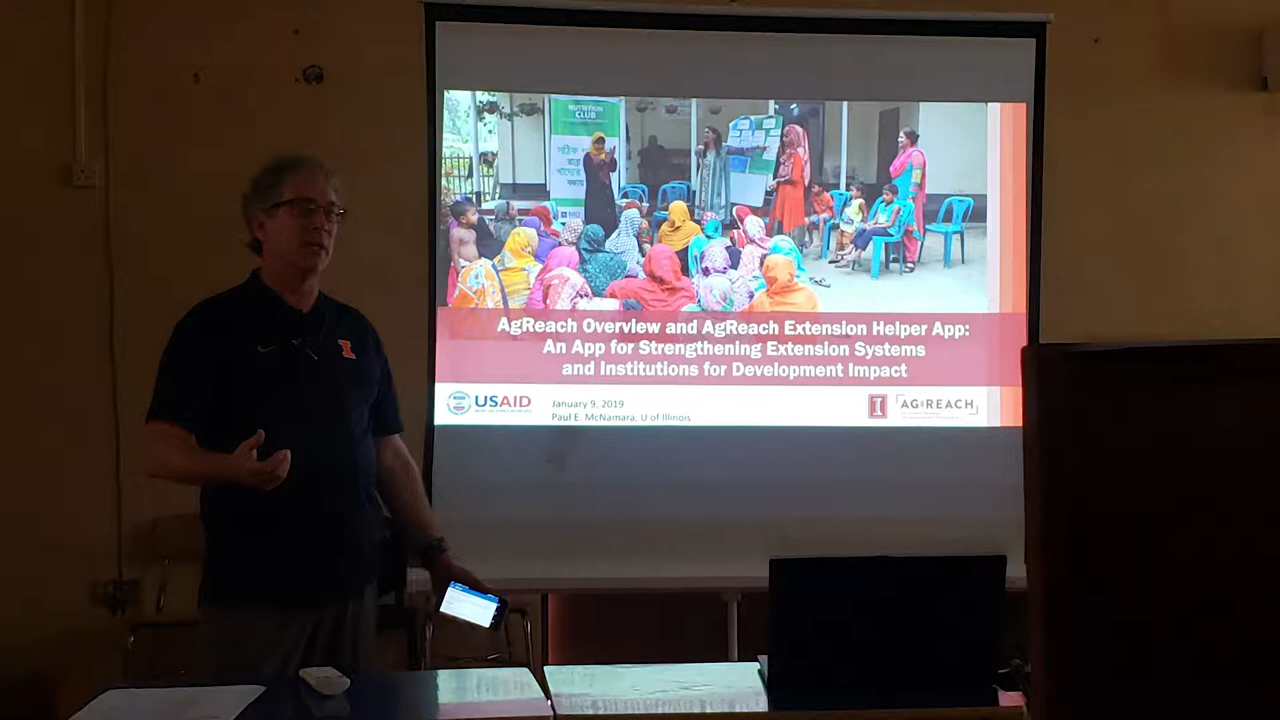 NUTRITION
CLUB
সঠিক
AgReach Overview and AgReach Extension Helper App:
An App for Strengthening Extension Systems
and Institutions for Development Impact
USAID
January 9, 2019
Paul E. McNamara, U of Illinois
I
AGREACH
I